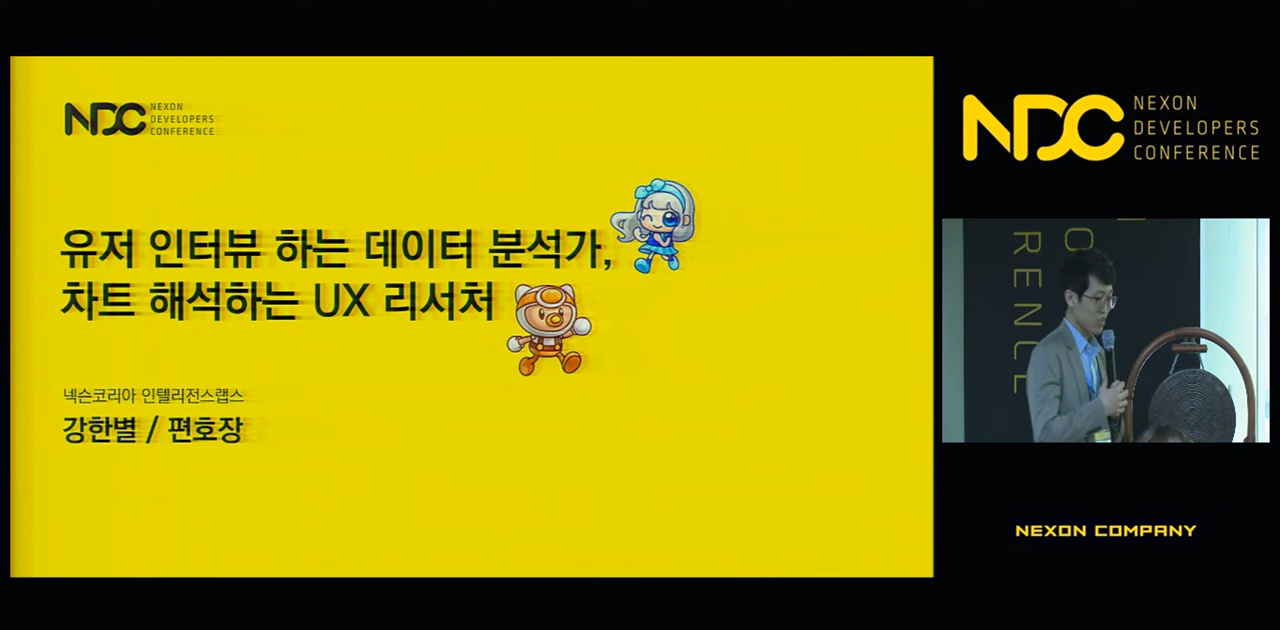 NDC NEXON
DEVELOPERS
CONFERENCE
유저 인터뷰 하는 데이터 분석가,
차트 해석하는 UX 리서처
넥슨코리아 인텔리전스랩스
강한별 / 편호장
NDC NEXON
DEVELOPERS
CONFERENCE
RENCE
CO
NEXON COMPANY